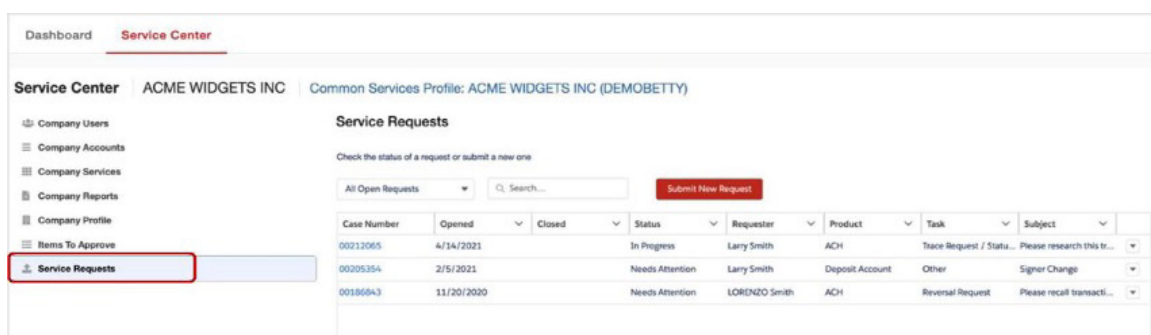 Dashboard Service Center
Service Center ACME WIDGETS INC Common Services Profile: ACME WIDGETS INC (DEMOBETTY)
Company Users
Company Accounts
Company Services
Company Reports
Company Profile
Items To Approve
Service Requests
Service Requests
Check the status of a request or submit a new one
All Open Requests Search... Submit New Request
Case Number Opened Closed Status Requester Product Task Subject
00212065 4/14/2021 In Progress Larry Smith ACH Trace Request / Statu... Please research this tr...
00205354 2/5/2021 Needs Attention Larry Smith Deposit Account Other Signer Change
00186843 11/20/2020 Needs Attention LORENZO Smith ACH Reversal Request Please recall transacti...